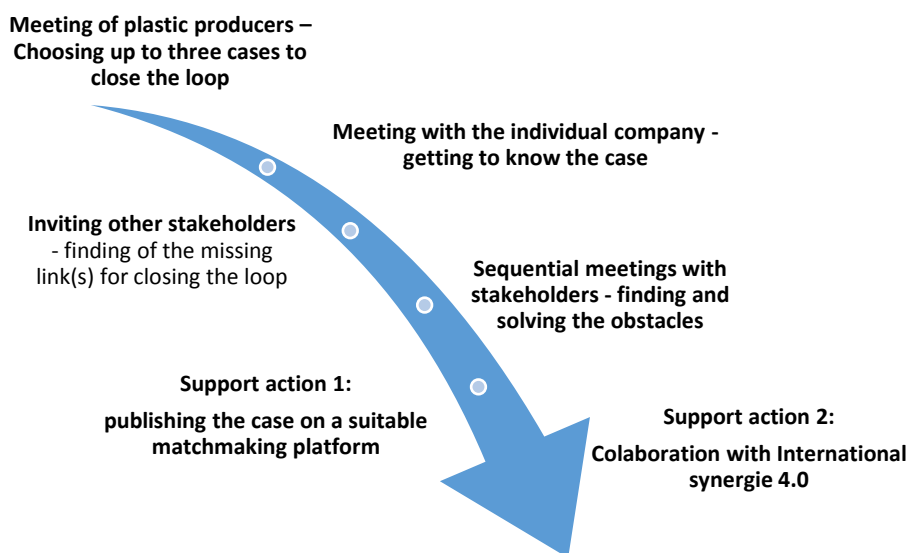 Meeting of plastic producers –
Choosing up to three cases to
close the loop
Meeting with the individual company -
getting to know the case
Inviting other stakeholders
- finding of the missing
link(s) for closing the loop
Sequential meetings with
stakeholders - finding and
solving the obstacles
Support action 1:
publishing the case on a suitable
matchmaking platform
Support action 2:
Colaboration with International
synergie 4.0